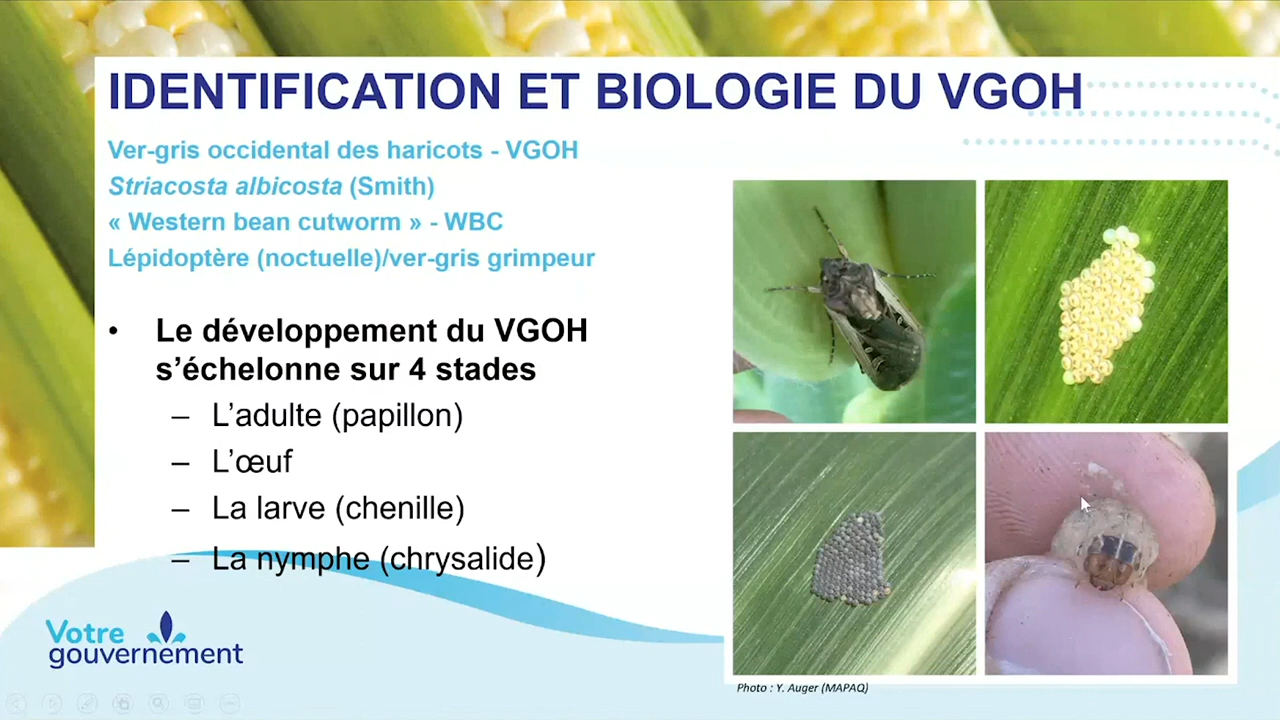 IDENTIFICATION ET BIOLOGIE DU VGOH
Ver-gris occidental des haricots - VGOH
Striacosta albicosta (Smith)
« Western bean cutworm » - WBC
Lépidoptère (noctuelle)/ver-gris grimpeur
• Le développement du VGOH
s’échelonne sur 4 stades
– L’adulte (papillon)
– L’œuf
– La larve (chenille)
– La nymphe (chrysalide)
Votre
gouvernement
Photo : Y. Auger (MAPAQ)